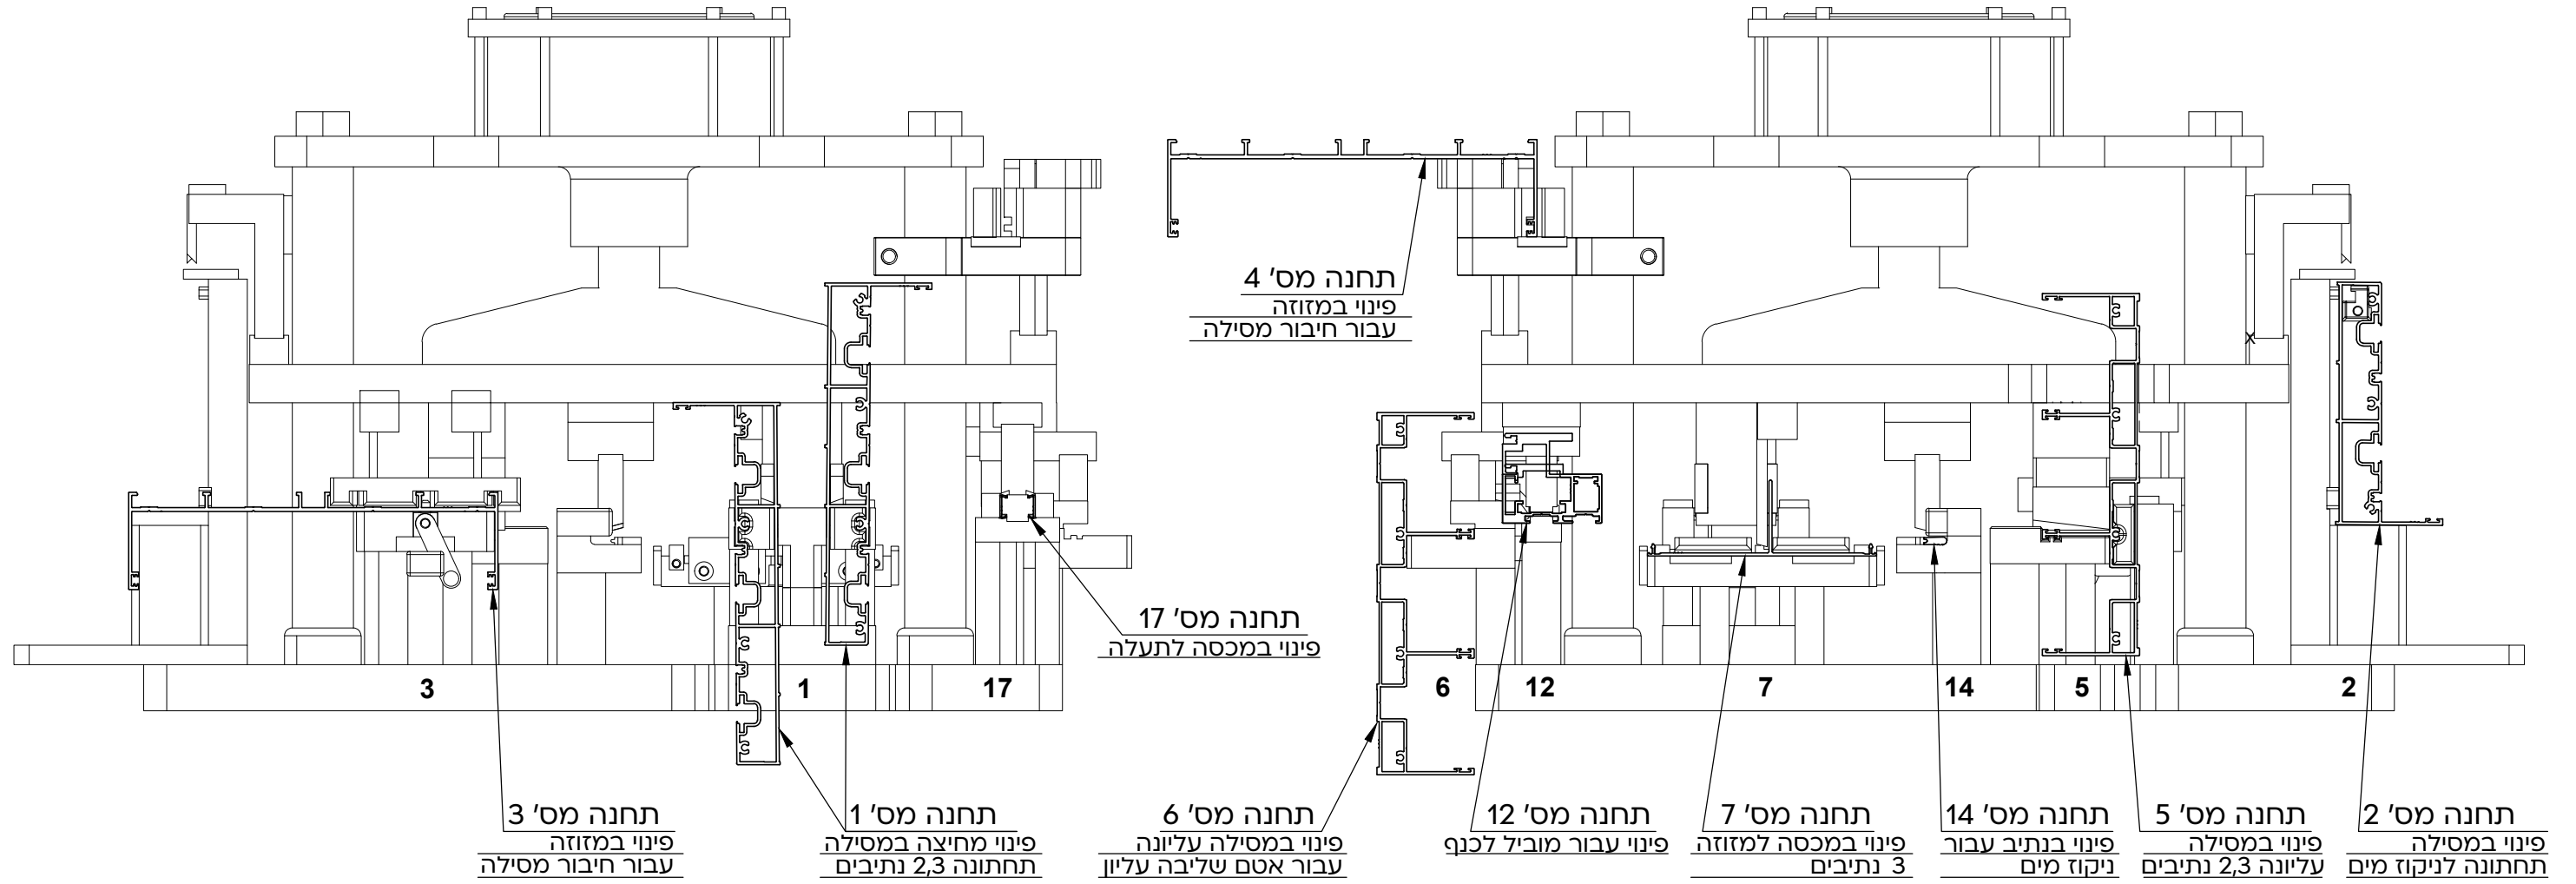 תחנה מס' 4
פינוי במזוזה
עבור חיבור מסילה
תחנה מס' 17
פינוי במכסה לתעלה
3
1
17
6
12
7
14
5
2
תחנה מס' 3
פינוי במזוזה
עבור חיבור מסילה
תחנה מס' 1
פינוי מחיצה במסילה
תחתונה 2,3 נתיבים
תחנה מס' 6
פינוי במסילה עליונה
עבור אטם שליבה עליון
תחנה מס' 12
פינוי עבור מוביל לכנף
תחנה מס' 7
פינוי במכסה למזוזה
3 נתיבים
תחנה מס' 14
פינוי בנתיב עבור
ניקוז מים
תחנה מס' 5
פינוי במסילה
עליונה 2,3 נתיבים
תחנה מס' 2
פינוי במסילה
תחתונה לניקוז מים